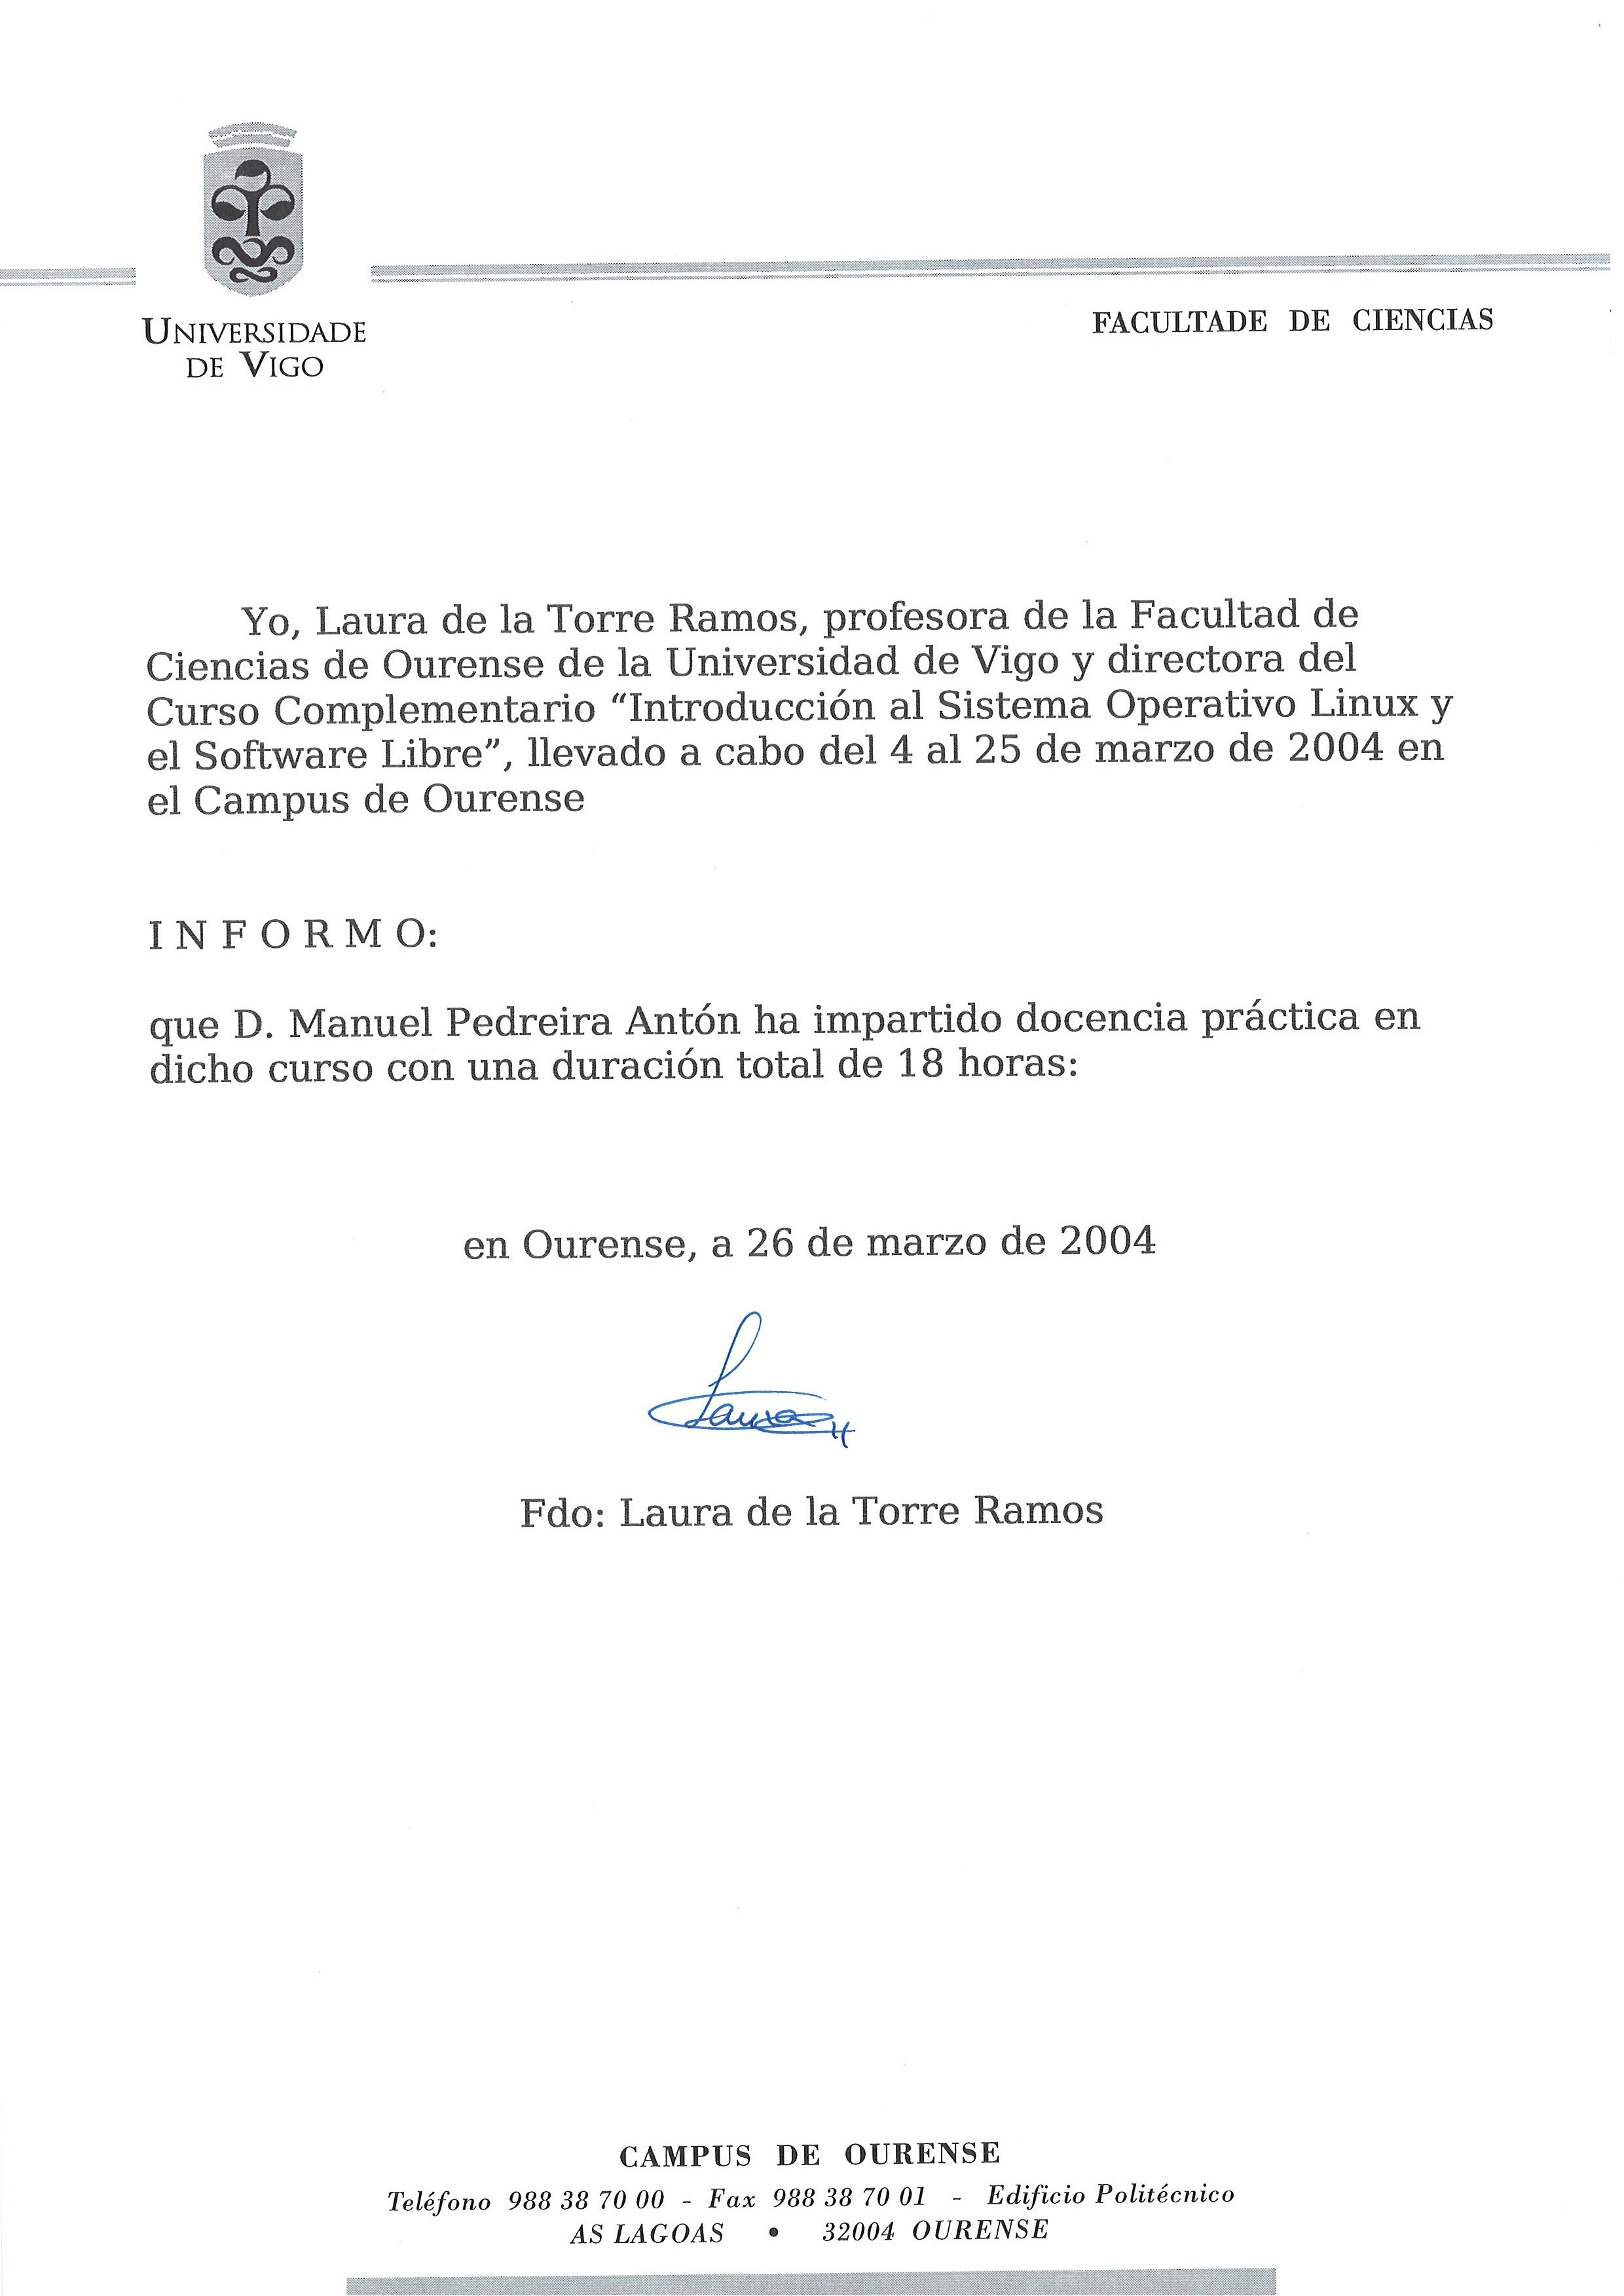 UNIVERSIDADE
DE VIGO
FACULTADE DE CIENCIAS
Yo, Laura de la Torre Ramos, profesora de la Facultad de
Ciencias de Ourense de la Universidad de Vigo y directora del
Curso Complementario “Introducción al Sistema Operativo Linux y
el Software Libre”, llevado a cabo del 4 al 25 de marzo de 2004 en
el Campus de Ourense
I N F O R M O:
que D. Manuel Pedreira Antón ha impartido docencia práctica en
dicho curso con una duración total de 18 horas:
en Ourense, a 26 de marzo de 2004
Laura
Fdo: Laura de la Torre Ramos
CAMPUS DE OURENSE
Teléfono 988 38 70 00 - Fax 988 38 70 01 - Edificio Politécnico
AS LAGOAS • 32004 OURENSE